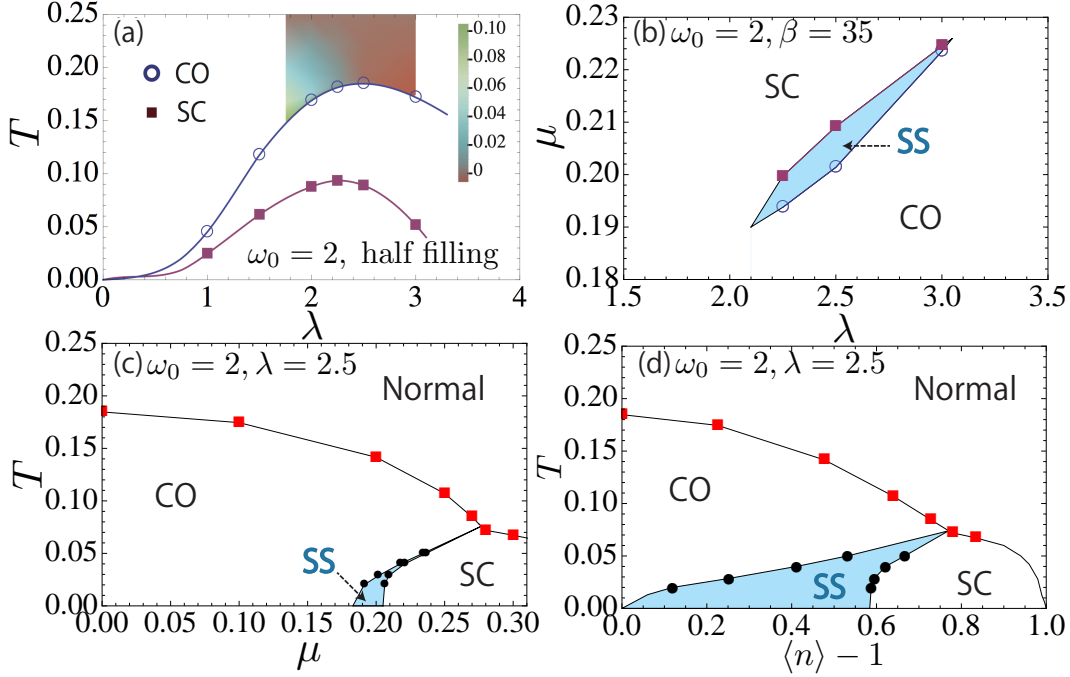 (a)
CO
SC
0.10
0.08
0.06
0.04
0.02
0
ω₀ = 2, half filling
0.25
0.20
0.15
0.10
0.05
0.00
T
0 1 2 3 4
λ
(b) ω₀ = 2, β = 35
SC
SS
CO
0.23
0.22
0.21
0.20
0.19
0.18
μ
1.5 2.0 2.5 3.0 3.5
λ
(c) ω₀ = 2, λ = 2.5
Normal
CO
SS
SC
0.25
0.20
0.15
0.10
0.05
0.00
T
0.00 0.05 0.10 0.15 0.20 0.25 0.30
μ
(d) ω₀ = 2, λ = 2.5
Normal
CO
SS
SC
0.25
0.20
0.15
0.10
0.05
0.00
T
0.0 0.2 0.4 0.6 0.8 1.0
⟨n⟩ − 1